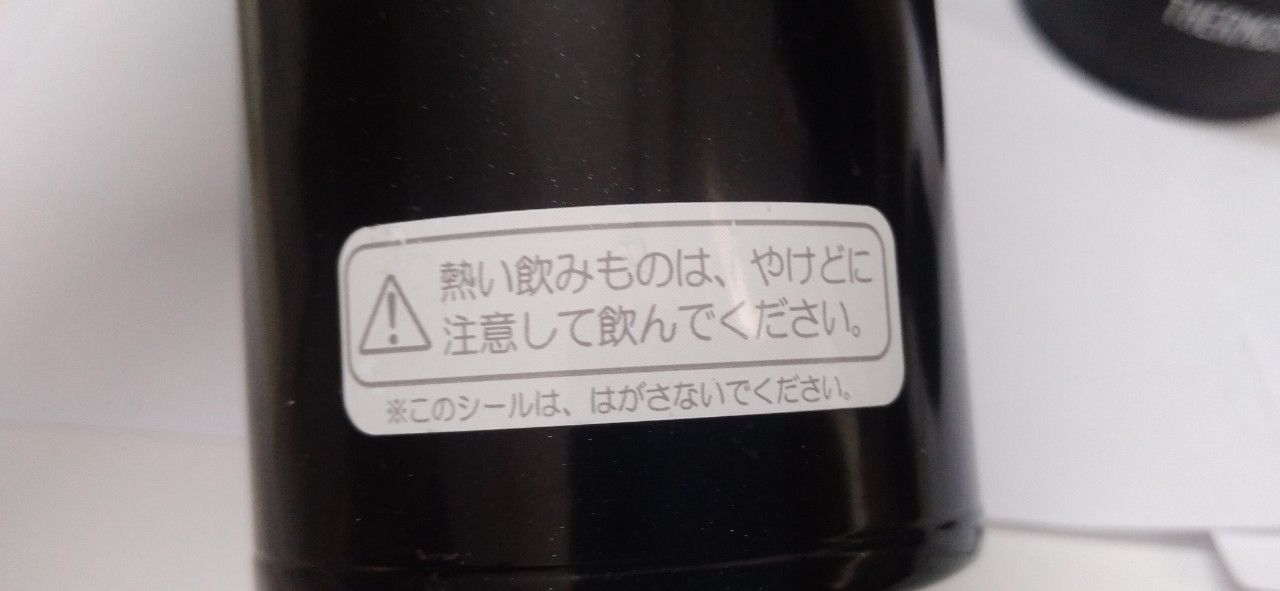 THERMOS
熱い飲みものは、やけどに
注意して飲んでください。
※このシールは、はがさないでください。